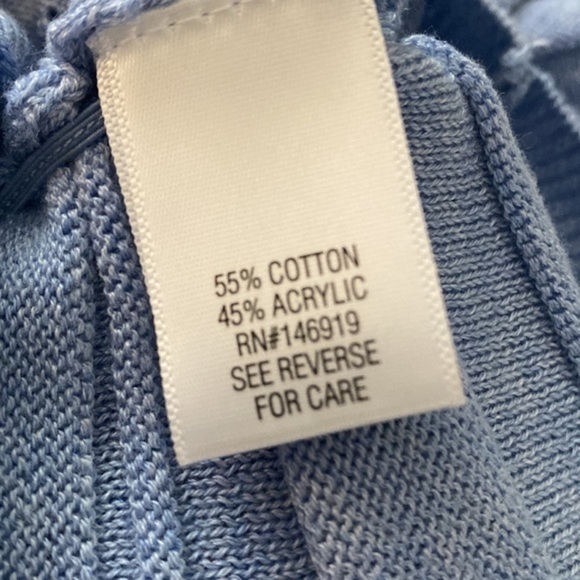 55% COTTON
45% ACRYLIC
RN#146919
SEE REVERSE
FOR CARE